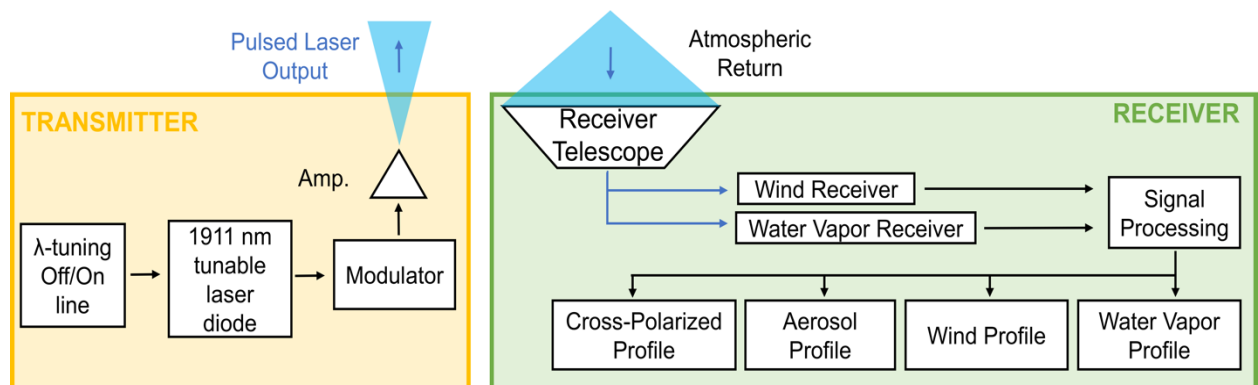 Pulsed Laser
Output
Atmospheric
Return
TRANSMITTER
RECEIVER
Receiver
Telescope
Amp.
Wind Receiver
Water Vapor Receiver
Signal
Processing
λ-tuning
Off/On
line
1911 nm
tunable
laser
diode
Modulator
Cross-Polarized
Profile
Aerosol
Profile
Wind Profile
Water Vapor
Profile